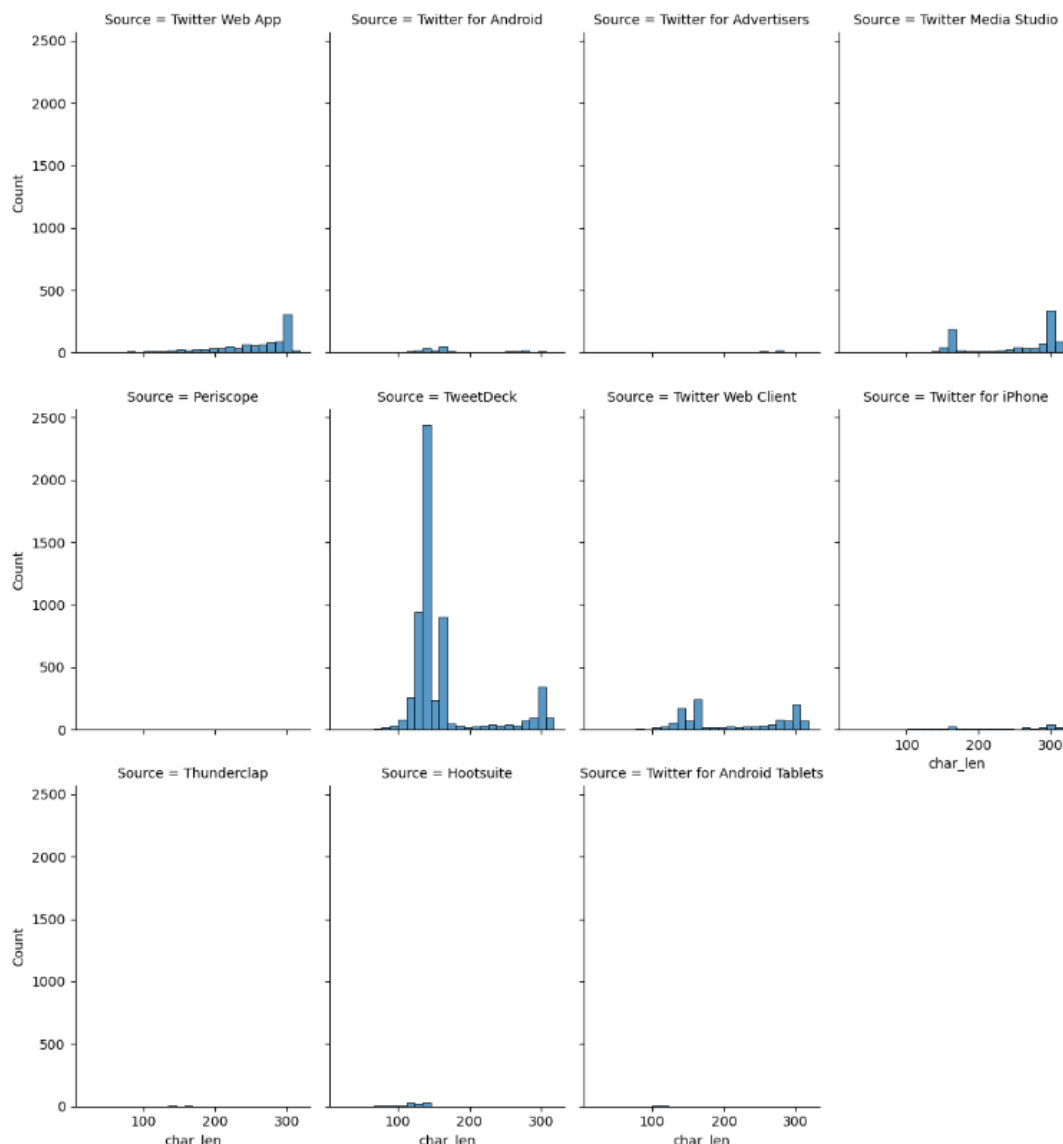 Source = Twitter Web App
Source = Twitter for Android
Source = Twitter for Advertisers
Source = Twitter Media Studio
2500
2000
1500
1000
500
0
Count
Source = Periscope
Source = TweetDeck
Source = Twitter Web Client
Source = Twitter for iPhone
2500
2000
1500
1000
500
0
Count
100 200 300
char_len
Source = Thunderclap
Source = Hootsuite
Source = Twitter for Android Tablets
2500
2000
1500
1000
500
0
Count
100 200 300
100 200 300
100 200 300
char_len
char_len
char_len